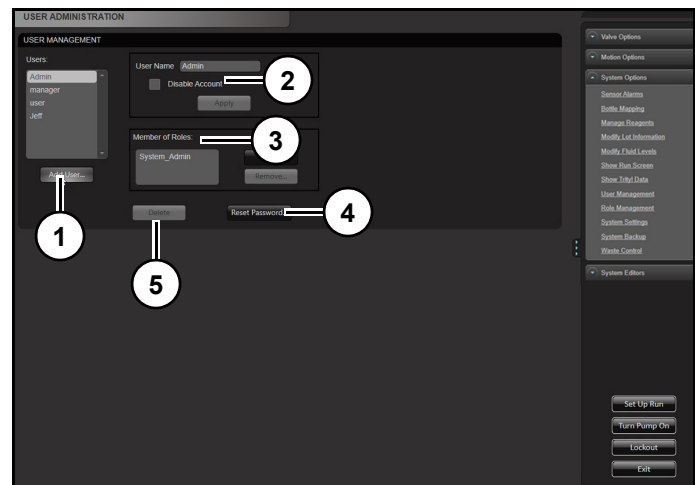 USER ADMINISTRATION
USER MANAGEMENT
Users:
Admin
manager
user
Jeff
Add User...
User Name Admin
Disable Account
Apply
Member of Roles:
System_Admin
Remove...
Delete
Reset Password
1
2
3
4
5
Valve Options
Motion Options
System Options
Sensor Alarms
Bottle Mapping
Manage Reagents
Modify Lot Information
Modify Fluid Levels
Show Run Screen
Show Trityl Data
User Management
Role Management
System Settings
System Backup
Waste Control
System Editors
Set Up Run
Turn Pump On
Lockout
Exit